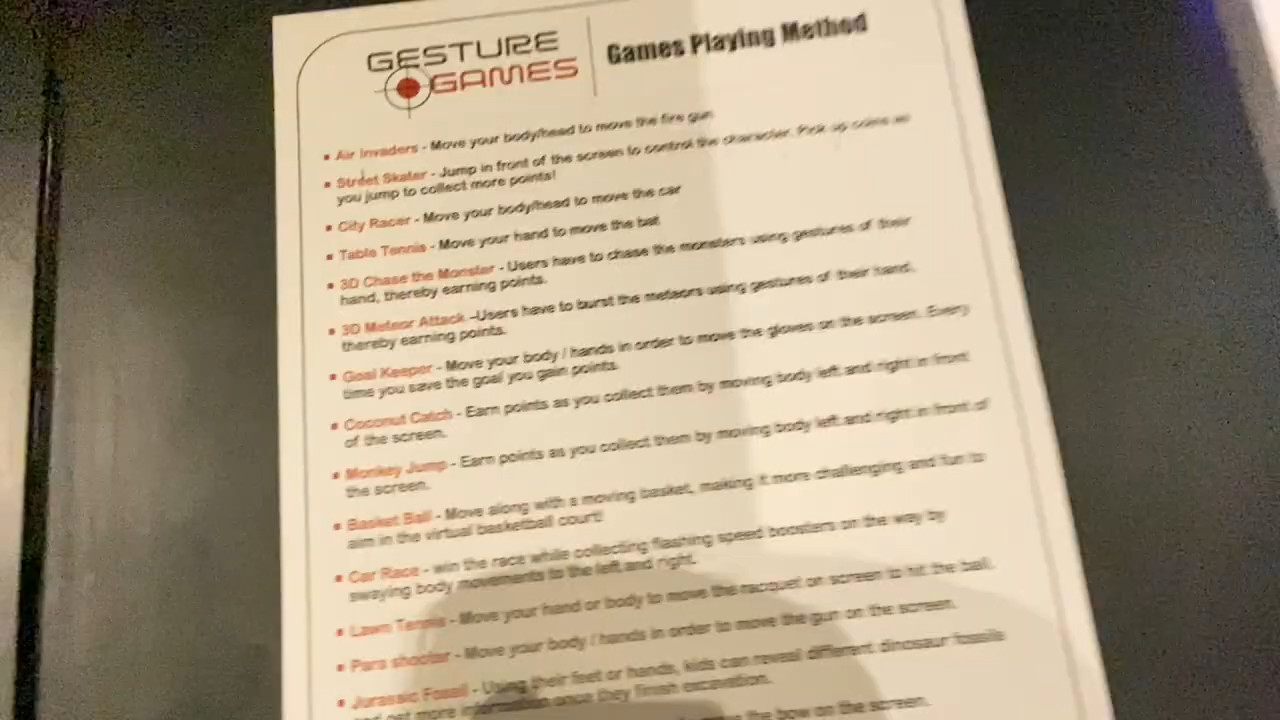 GESTURE
GAMES
Games Playing Method
• Air Invaders - Move your body/head to move the fire gun
• Street Skater - Jump in front of the screen to control the character. Pick up coins as
you jump to collect more points!
• City Racer - Move your body/head to move the car
• Table Tennis - Move your hand to move the bat
• 3D Chase the Monster - Users have to chase the monsters using gestures of their
hand, thereby earning points.
• 3D Meteor Attack -Users have to burst the meteors using gestures of their hand,
thereby earning points.
• Goal Keeper - Move your body / hands in order to move the gloves on the screen. Every
time you save the goal you gain points.
• Coconut Catch - Earn points as you collect them by moving body left and right in front
of the screen.
• Monkey Jump - Earn points as you collect them by moving body left and right in front of
the screen.
• Basket Ball - Move along with a moving basket, making it more challenging and fun to
aim in the virtual basketball court!
• Car Race - win the race while collecting flashing speed boosters on the way by
swaying body movements to the left and right.
• Lawn Tennis - Move your hand or body to move the racquet on screen to hit the ball.
• Para shooter - Move your body / hands in order to move the gun on the screen.
• Jurassic Fossil - Using their feet or hands, kids can reveal different dinosaur fossils
and get more information once they finish excavation.
the bow on the screen.